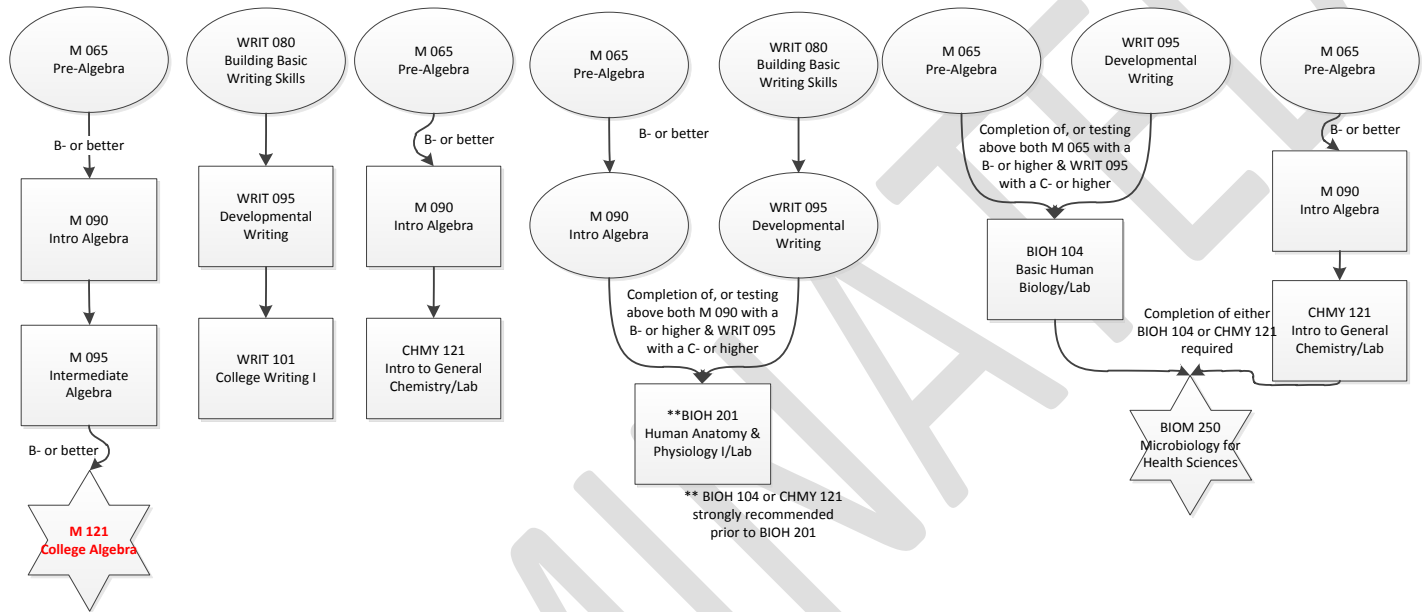 M 065
Pre-Algebra
B- or better
M 090
Intro Algebra
M 095
Intermediate
Algebra
B- or better
M 121
College Algebra
WRIT 080
Building Basic
Writing Skills
WRIT 095
Developmental
Writing
WRIT 101
College Writing I
M 065
Pre-Algebra
B- or better
M 090
Intro Algebra
CHMY 121
Intro to General
Chemistry/Lab
M 065
Pre-Algebra
B- or better
M 090
Intro Algebra
WRIT 080
Building Basic
Writing Skills
WRIT 095
Developmental
Writing
Completion of, or testing
above both M 090 with a
B- or higher & WRIT 095
with a C- or higher
**BIOH 201
Human Anatomy &
Physiology I/Lab
** BIOH 104 or CHMY 121
strongly recommended
prior to BIOH 201
M 065
Pre-Algebra
WRIT 095
Developmental
Writing
Completion of, or testing
above both M 065 with a
B- or higher & WRIT 095
with a C- or higher
BIOH 104
Basic Human
Biology/Lab
M 065
Pre-Algebra
B- or better
M 090
Intro Algebra
CHMY 121
Intro to General
Chemistry/Lab
Completion of either
BIOH 104 or CHMY 121
required
BIOM 250
Microbiology for
Health Sciences
MINATE